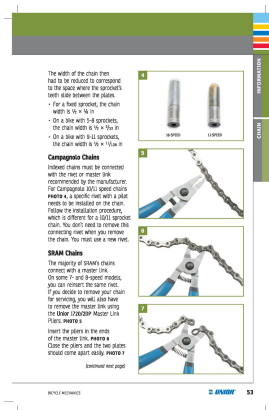 The width of the chain then
had to be reduced to correspond
to the space where the sprocket's
teeth slide between the plates.
• For a fixed sprocket, the chain
width is ½ × ⅛ in
• On a bike with 5–8 sprockets,
the chain width is ½ × 3/32 in
• On a bike with 9–11 sprockets,
the chain width is ½ × 11/128 in
Campagnolo Chains
Indexed chains must be connected
with the rivet or master link
recommended by the manufacturer.
For Campagnolo 10/11 speed chains
PHOTO 4, a specific rivet with a pilot
needs to be installed on the chain.
Follow the installation procedure,
which is different for a 10/11 sprocket
chain. You don't need to remove this
connecting rivet when you remove
the chain. You must use a new rivet.
SRAM Chains
The majority of SRAM's chains
connect with a master link.
On some 7- and 8-speed models,
you can reinsert the same rivet.
If you decide to remove your chain
for servicing, you will also have
to remove the master link using
the Unior 1720/2DP Master Link
Pliers. PHOTO 5
Insert the pliers in the ends
of the master link. PHOTO 6
Close the pliers and the two plates
should come apart easily. PHOTO 7
(continued next page)
4
10-SPEED
11-SPEED
5
6
7
INFORMATION
CHAIN
BICYCLE MECHANICS
UNIOR
53